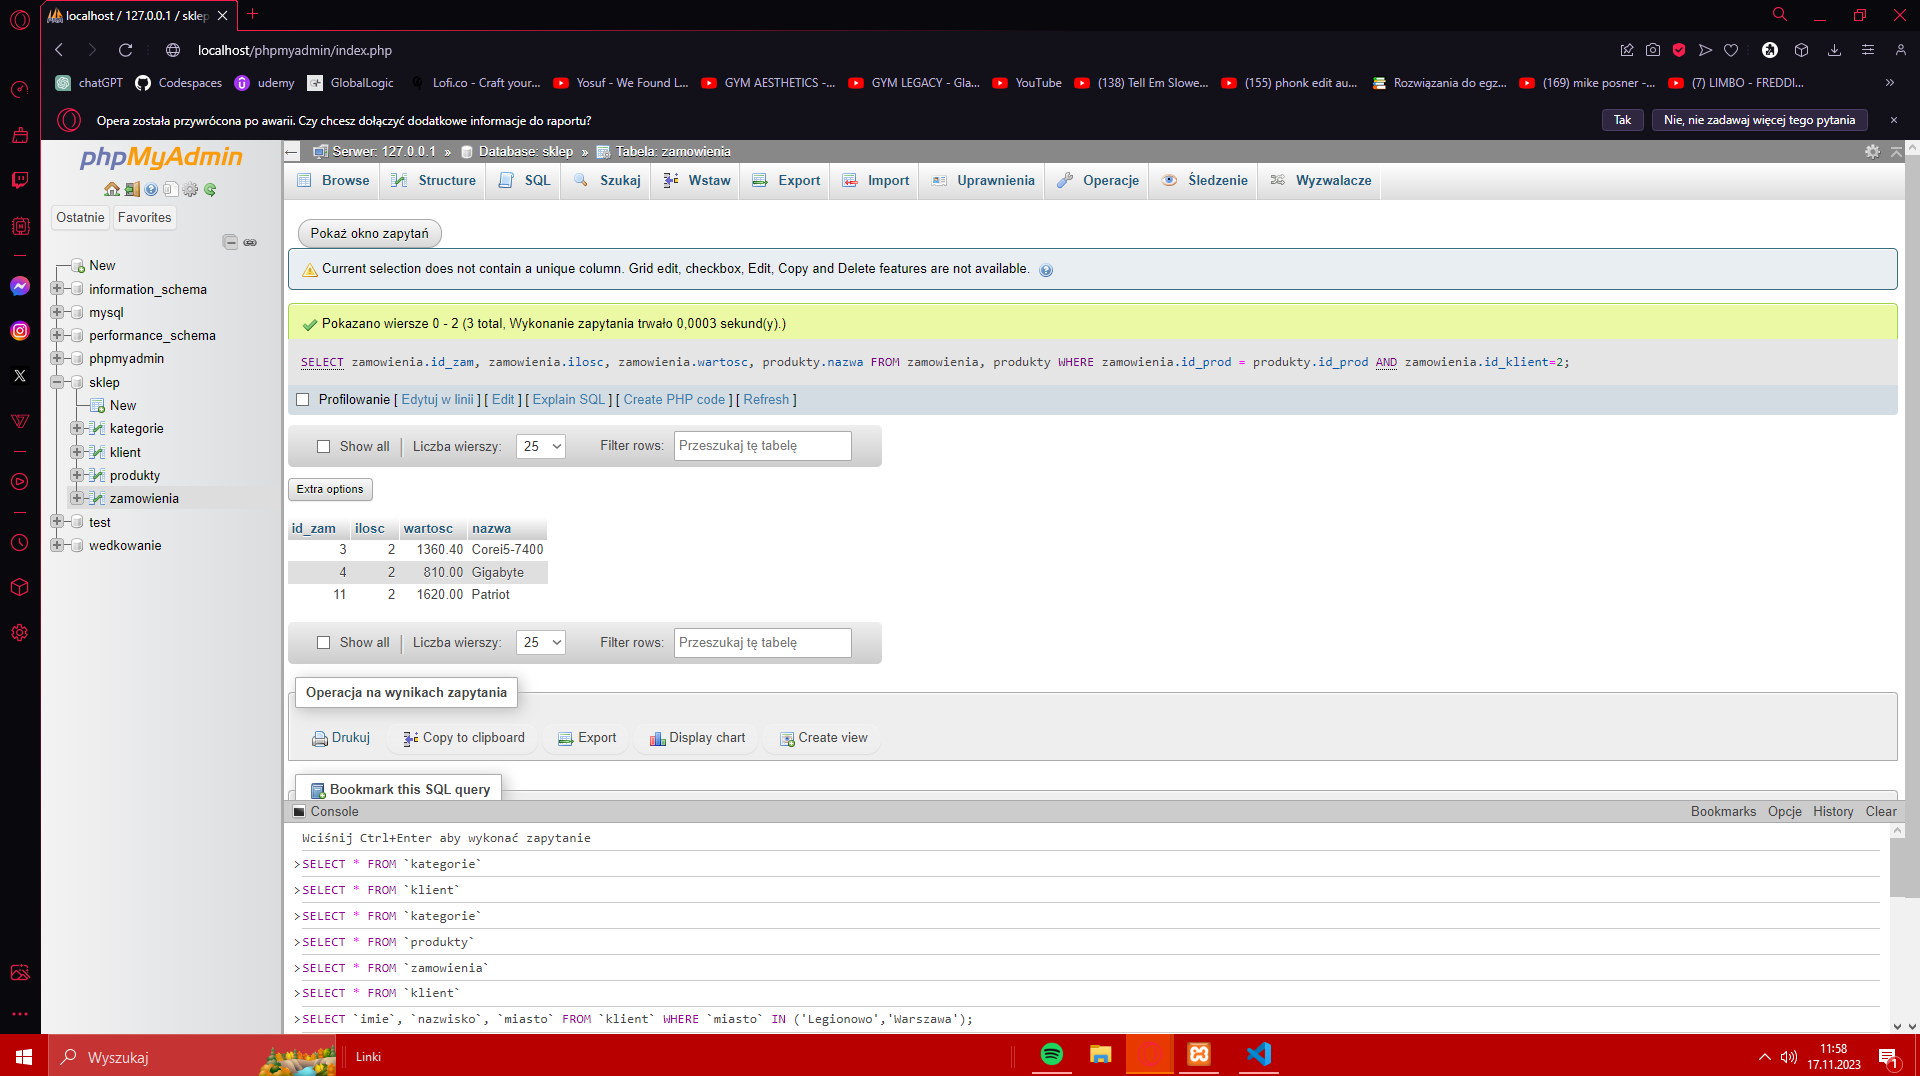 localhost / 127.0.0.1 / sklep
localhost/phpmyadmin/index.php
chatGPT
Codespaces
udemy
GlobalLogic
Lofi.co - Craft your...
Yosuf - We Found L...
GYM AESTHETICS -...
GYM LEGACY - Gla...
YouTube
(138) Tell Em Slowe...
(155) phonk edit au...
Rozwiązania do egz...
(169) mike posner -...
(7) LIMBO - FREDDI...
»
Opera została przywrócona po awarii. Czy chcesz dołączyć dodatkowe informacje do raportu?
Tak
Nie, nie zadawaj więcej tego pytania
phpMyAdmin
Ostatnie
Favorites
New
information_schema
mysql
performance_schema
phpmyadmin
sklep
New
kategorie
klient
produkty
zamowienia
test
wedkowanie
Serwer: 127.0.0.1 » Database: sklep » Tabela: zamowienia
Browse
Structure
SQL
Szukaj
Wstaw
Export
Import
Uprawnienia
Operacje
Śledzenie
Wyzwalacze
Pokaż okno zapytań
Current selection does not contain a unique column. Grid edit, checkbox, Edit, Copy and Delete features are not available.
Pokazano wiersze 0 - 2 (3 total, Wykonanie zapytania trwało 0,0003 sekund(y).)
SELECT zamowienia.id_zam, zamowienia.ilosc, zamowienia.wartosc, produkty.nazwa FROM zamowienia, produkty WHERE zamowienia.id_prod = produkty.id_prod AND zamowienia.id_klient=2;
Profilowanie [ Edytuj w linii ] [ Edit ] [ Explain SQL ] [ Create PHP code ] [ Refresh ]
Show all | Liczba wierszy: 25 Filter rows: Przeszukaj tę tabelę
Extra options
id_zam ilosc wartosc nazwa
3 2 1360.40 Corei5-7400
4 2 810.00 Gigabyte
11 2 1620.00 Patriot
Show all | Liczba wierszy: 25 Filter rows: Przeszukaj tę tabelę
Operacja na wynikach zapytania
Drukuj
Copy to clipboard
Export
Display chart
Create view
Bookmark this SQL query
Console
Bookmarks Opcje History Clear
Wciśnij Ctrl+Enter aby wykonać zapytanie
>SELECT * FROM `kategorie`
>SELECT * FROM `klient`
>SELECT * FROM `kategorie`
>SELECT * FROM `produkty`
>SELECT * FROM `zamowienia`
>SELECT * FROM `klient`
>SELECT `imie`, `nazwisko`, `miasto` FROM `klient` WHERE `miasto` IN ('Legionowo','Warszawa');
Wyszukaj
Linki
11:58
17.11.2023
1